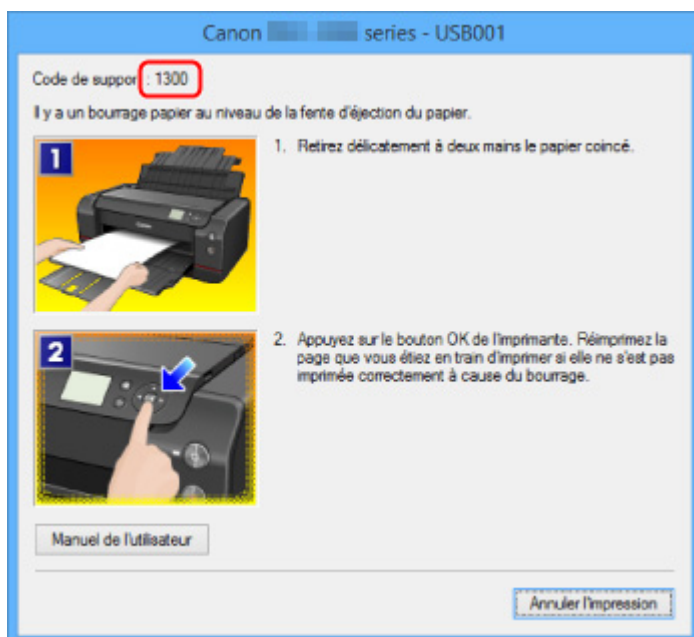 Canon series - USB001
Code de suppor : 1300
Il y a un bourrage papier au niveau de la fente d'éjection du papier.
1
1. Retirez délicatement à deux mains le papier coincé.
2
2. Appuyez sur le bouton OK de l'imprimante. Réimprimez la
page que vous étiez en train d'imprimer si elle ne s'est pas
imprimée correctement à cause du bourrage.
Manuel de l'utilisateur
Annuler l'impression